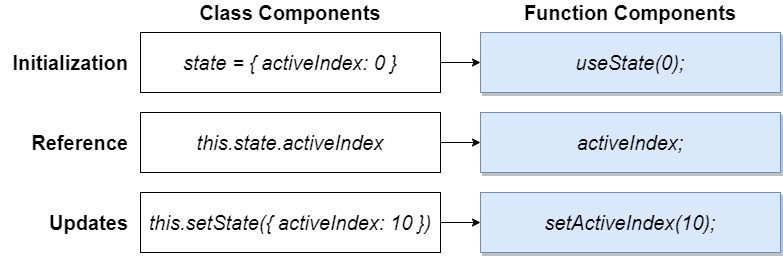 Class Components
Function Components
Initialization
state = { activeIndex: 0 }
useState(0);
Reference
this.state.activeIndex
activeIndex;
Updates
this.setState({ activeIndex: 10 })
setActiveIndex(10);